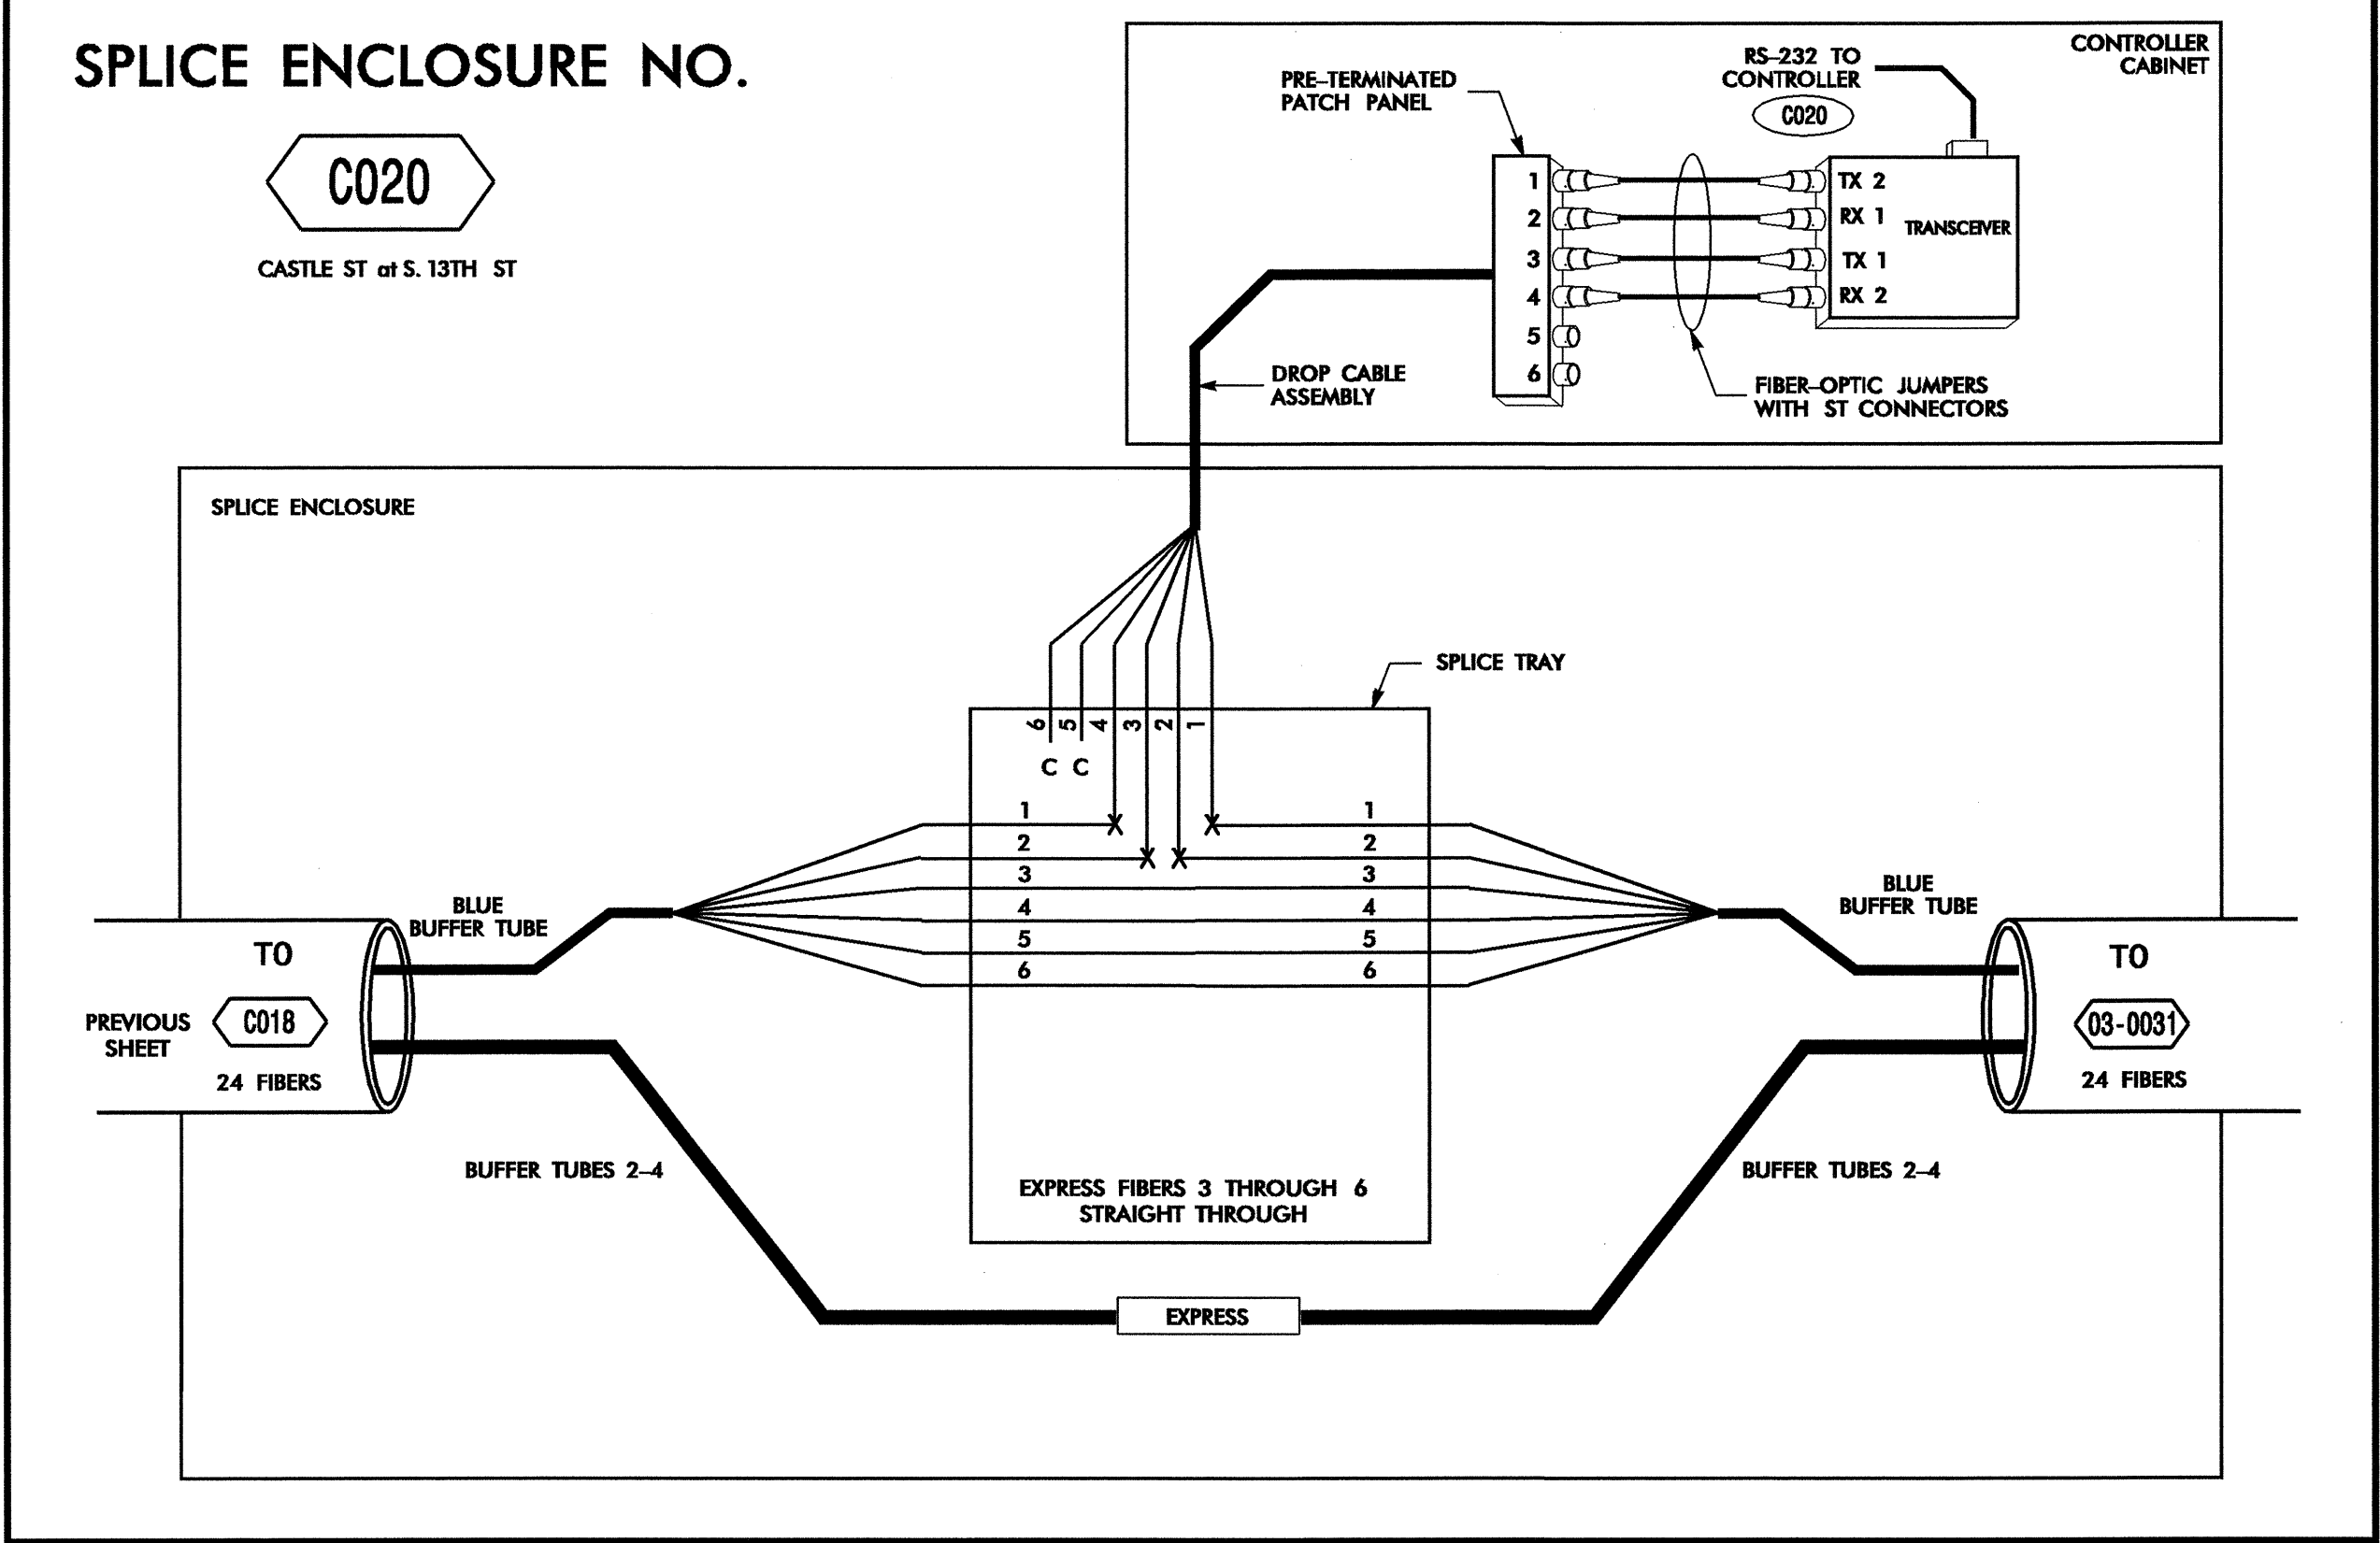 SPLICE ENCLOSURE NO.
C020
CASTLE ST at S. 13TH ST
CONTROLLER
CABINET
RS-232 TO
CONTROLLER
C020
PRE-TERMINATED
PATCH PANEL
1
2
3
4
5
6
TX 2
RX 1
TX 1
RX 2
TRANSCEIVER
DROP CABLE
ASSEMBLY
FIBER-OPTIC JUMPERS
WITH ST CONNECTORS
SPLICE ENCLOSURE
SPLICE TRAY
6 5 4 3 2 1
C C
1 1
2 2
3 3
4 4
5 5
6 6
BLUE
BUFFER TUBE
BLUE
BUFFER TUBE
TO
PREVIOUS
SHEET
C018
24 FIBERS
TO
03-0031
24 FIBERS
BUFFER TUBES 2-4
BUFFER TUBES 2-4
EXPRESS FIBERS 3 THROUGH 6
STRAIGHT THROUGH
EXPRESS